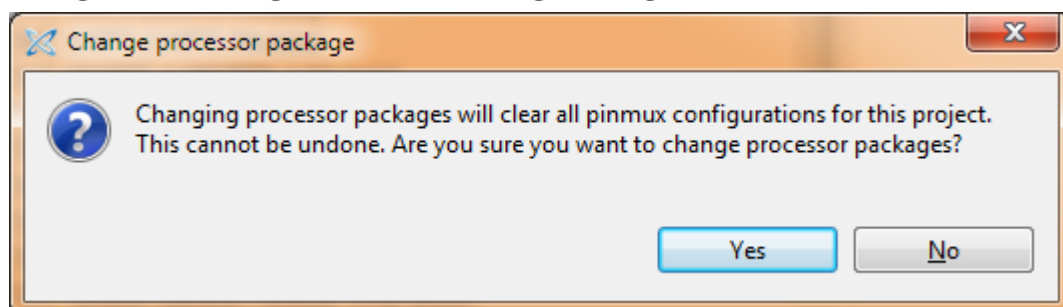 Change processor package
Changing processor packages will clear all pinmux configurations for this project.
This cannot be undone. Are you sure you want to change processor packages?
Yes
No